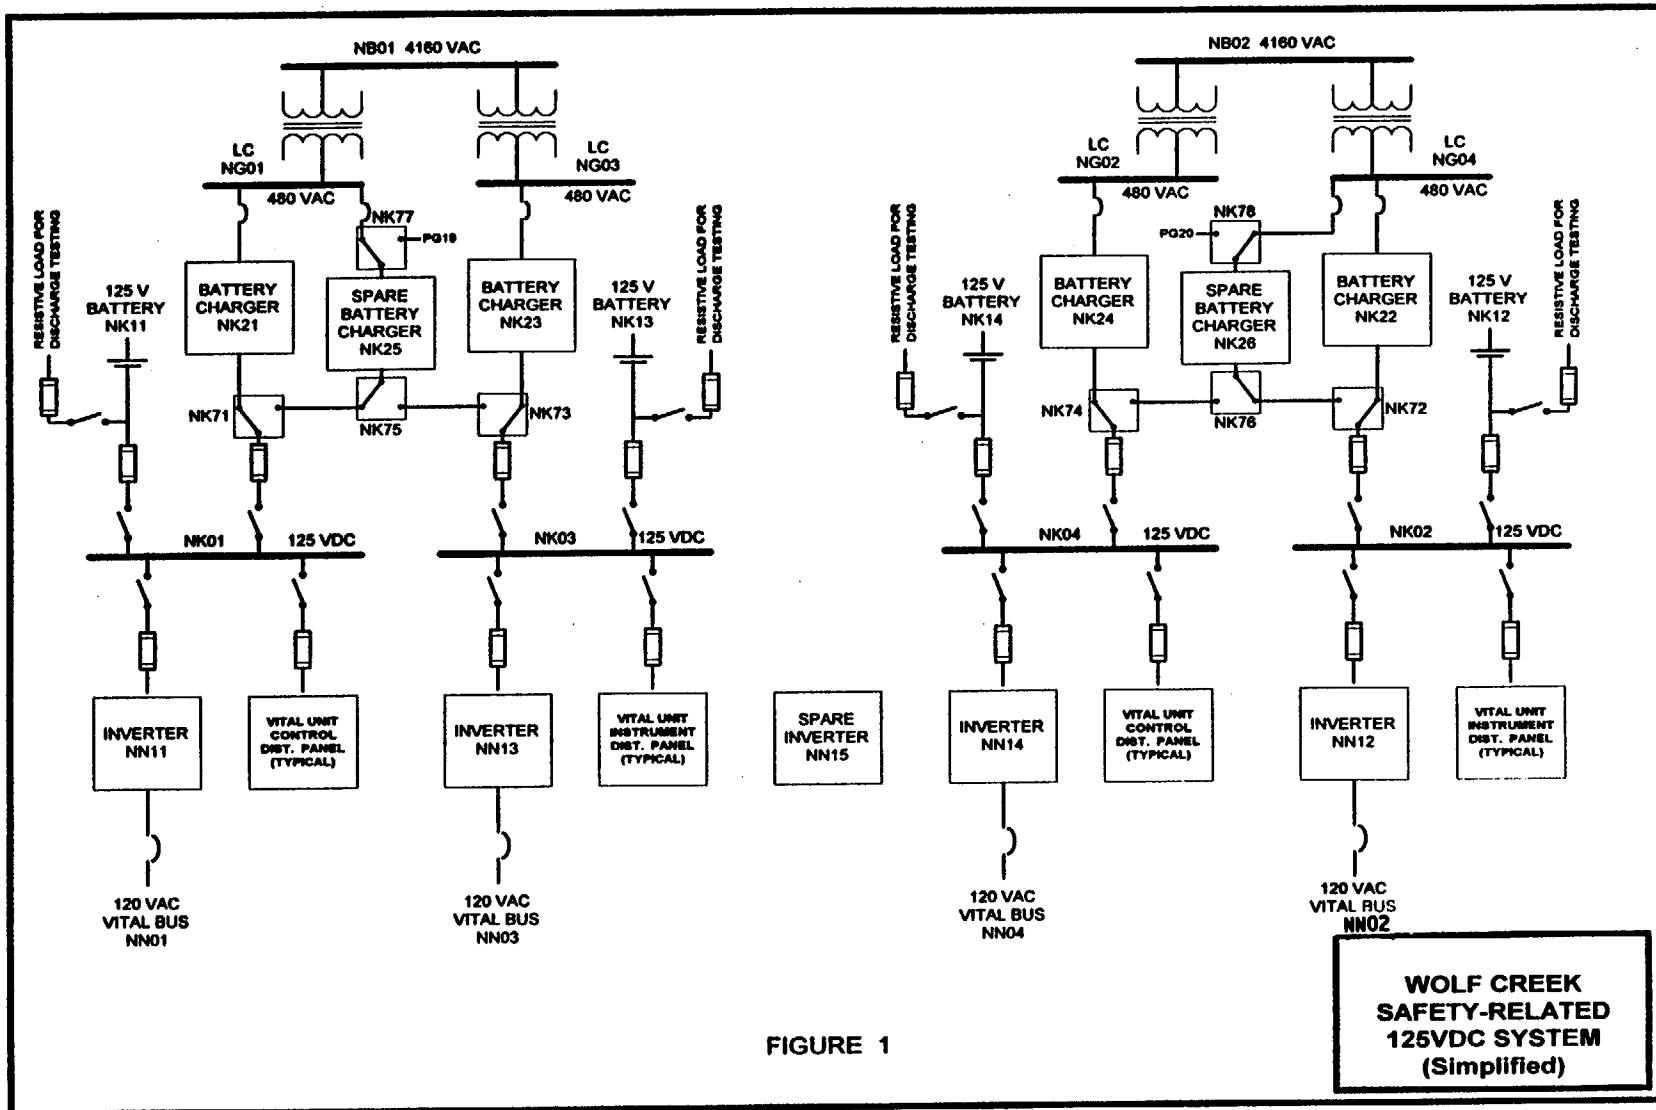 NB01 4160 VAC
NB02 4160 VAC
LC
NG01
480 VAC
LC
NG03
480 VAC
LC
NG02
480 VAC
LC
NG04
480 VAC
NK77
PG19
NK78
PG20
RESISTIVE LOAD FOR
DISCHARGE TESTING
125 V
BATTERY
NK11
BATTERY
CHARGER
NK21
SPARE
BATTERY
CHARGER
NK25
BATTERY
CHARGER
NK23
125 V
BATTERY
NK13
RESISTIVE LOAD FOR
DISCHARGE TESTING
RESISTIVE LOAD FOR
DISCHARGE TESTING
125 V
BATTERY
NK14
BATTERY
CHARGER
NK24
SPARE
BATTERY
CHARGER
NK26
BATTERY
CHARGER
NK22
125 V
BATTERY
NK12
RESISTIVE LOAD FOR
DISCHARGE TESTING
NK71
NK75
NK73
NK74
NK76
NK72
NK01
125 VDC
NK03
125 VDC
NK04
125 VDC
NK02
125 VDC
INVERTER
NN11
VITAL UNIT
CONTROL
DIST. PANEL
(TYPICAL)
INVERTER
NN13
VITAL UNIT
INSTRUMENT
DIST. PANEL
(TYPICAL)
SPARE
INVERTER
NN15
INVERTER
NN14
VITAL UNIT
CONTROL
DIST. PANEL
(TYPICAL)
INVERTER
NN12
VITAL UNIT
INSTRUMENT
DIST. PANEL
(TYPICAL)
120 VAC
VITAL BUS
NN01
120 VAC
VITAL BUS
NN03
120 VAC
VITAL BUS
NN04
120 VAC
VITAL BUS
NN02
FIGURE 1
WOLF CREEK
SAFETY-RELATED
125VDC SYSTEM
(Simplified)